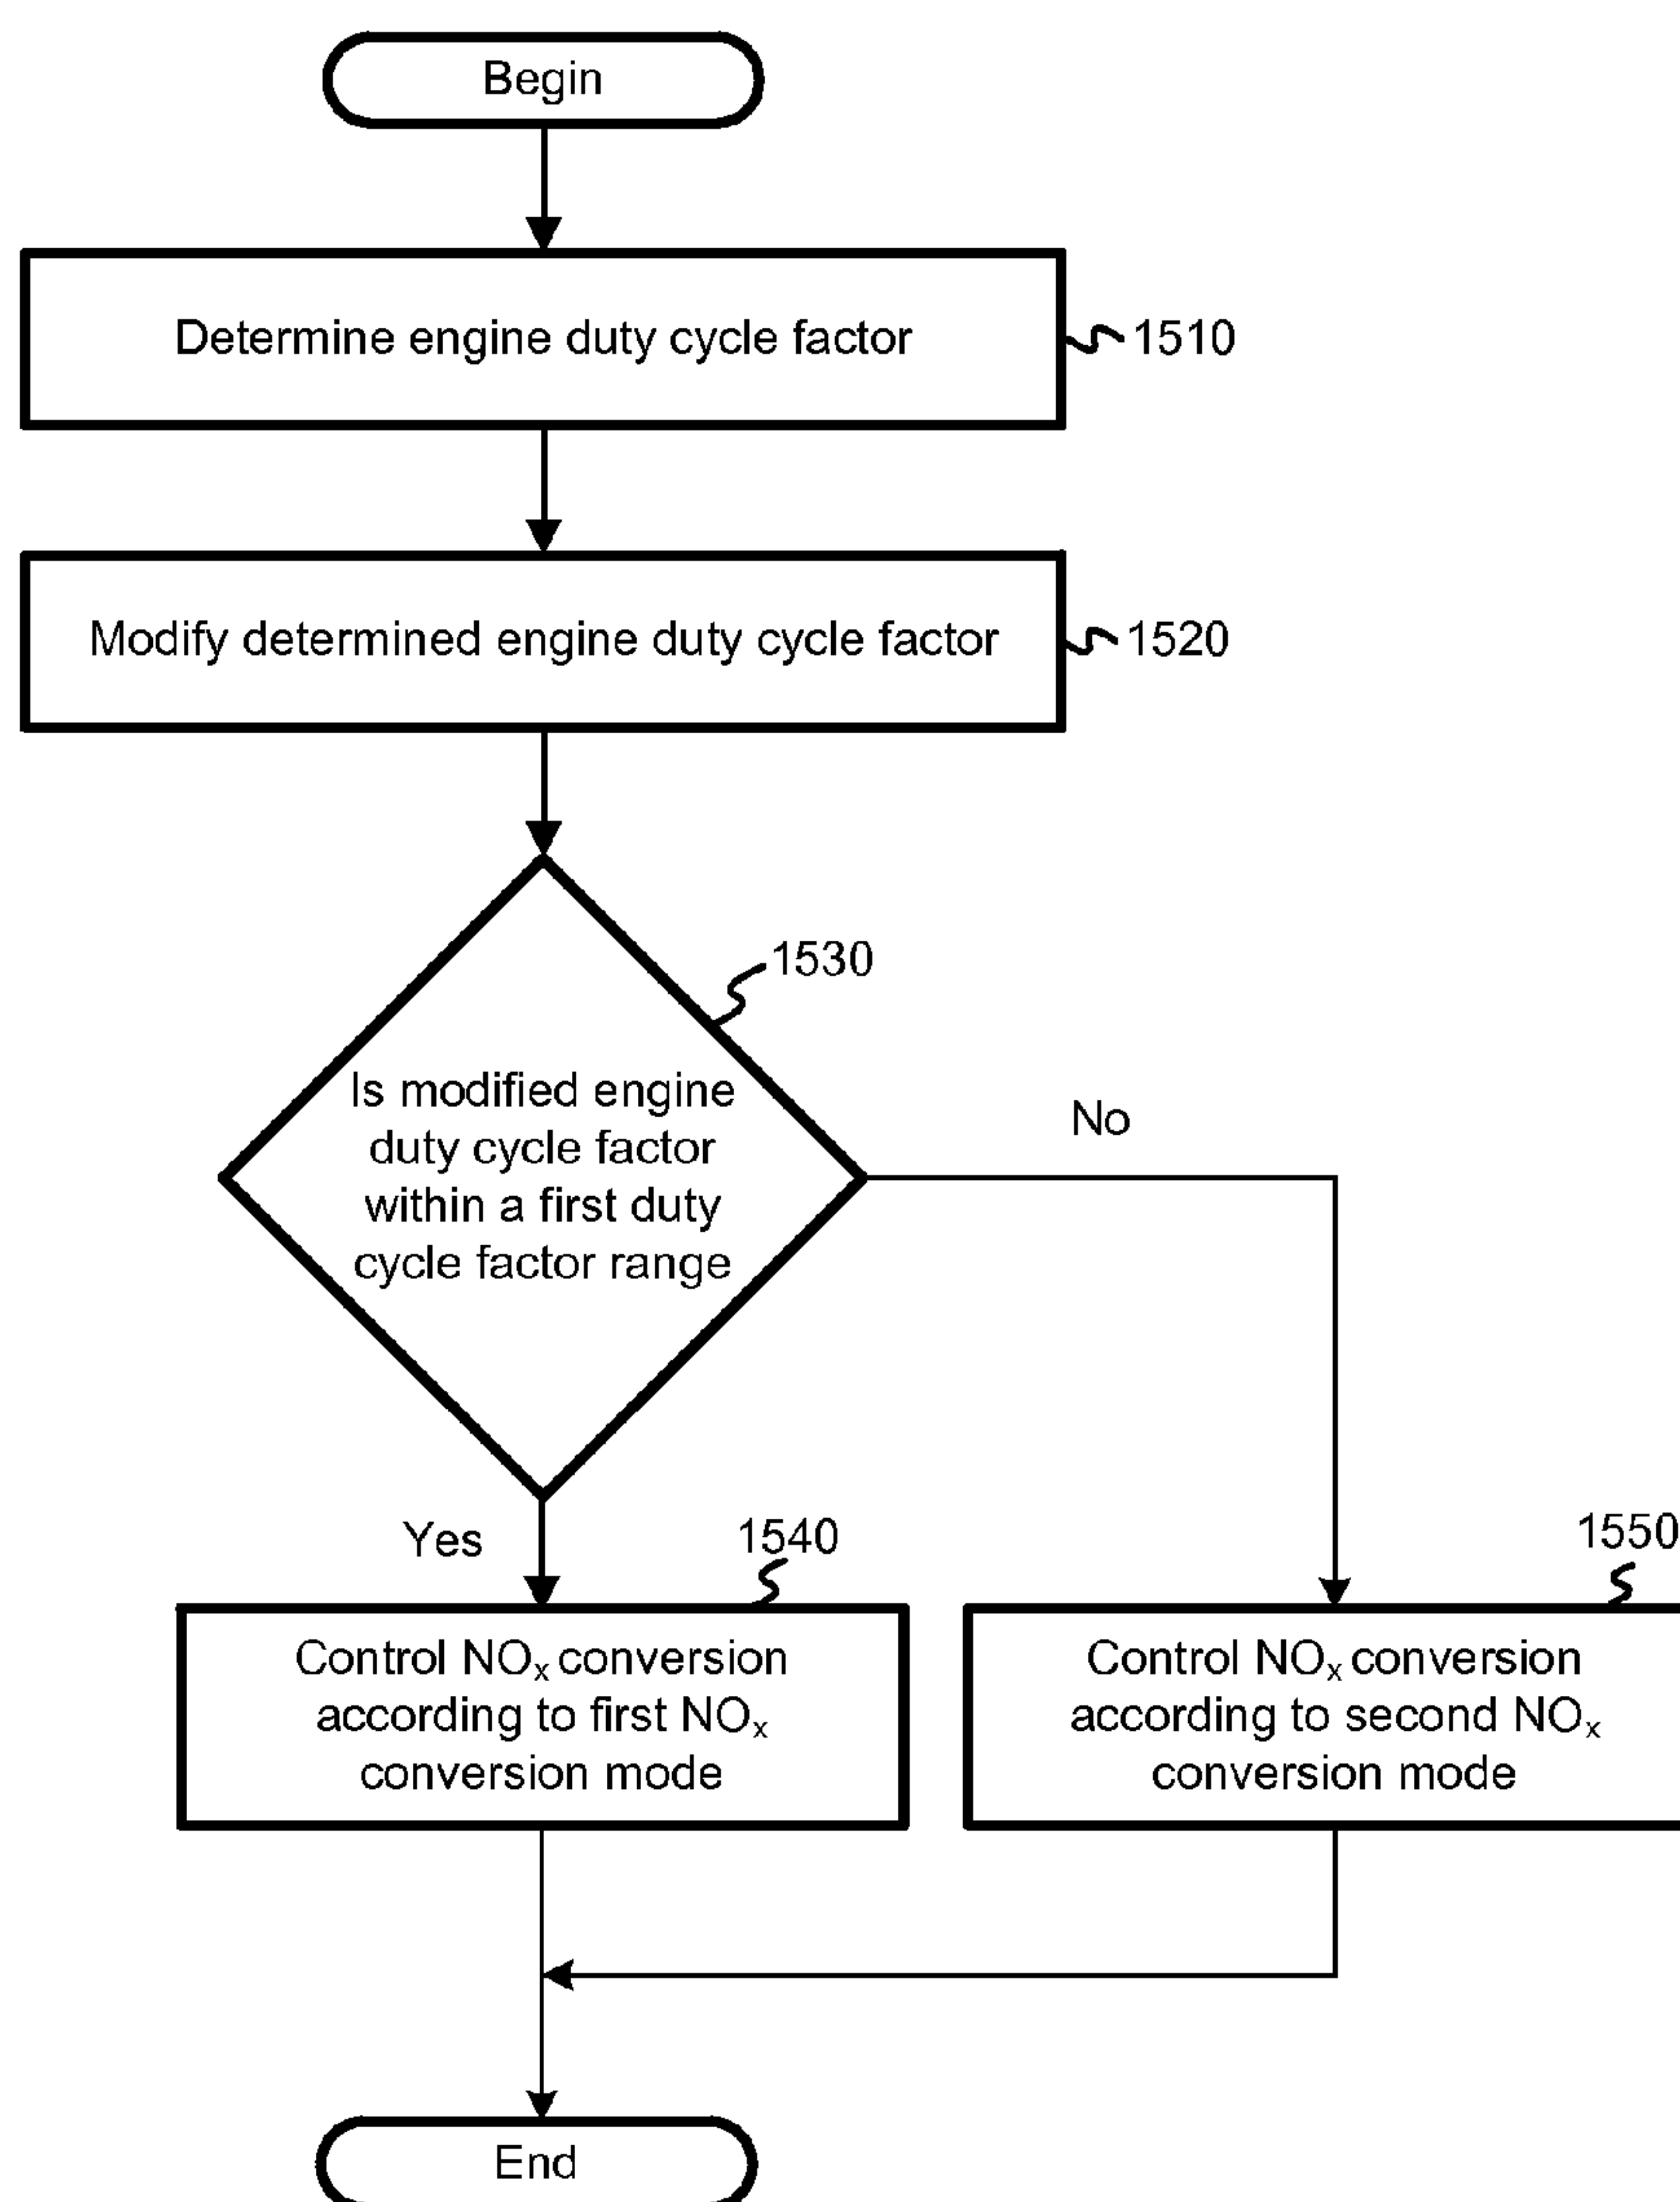 Begin
Determine engine duty cycle factor
1510
Modify determined engine duty cycle factor
1520
1530
Is modified engine
duty cycle factor
within a first duty
cycle factor range
No
Yes
1540
1550
Control NOx conversion
according to first NOx
conversion mode
Control NOx conversion
according to second NOx
conversion mode
End